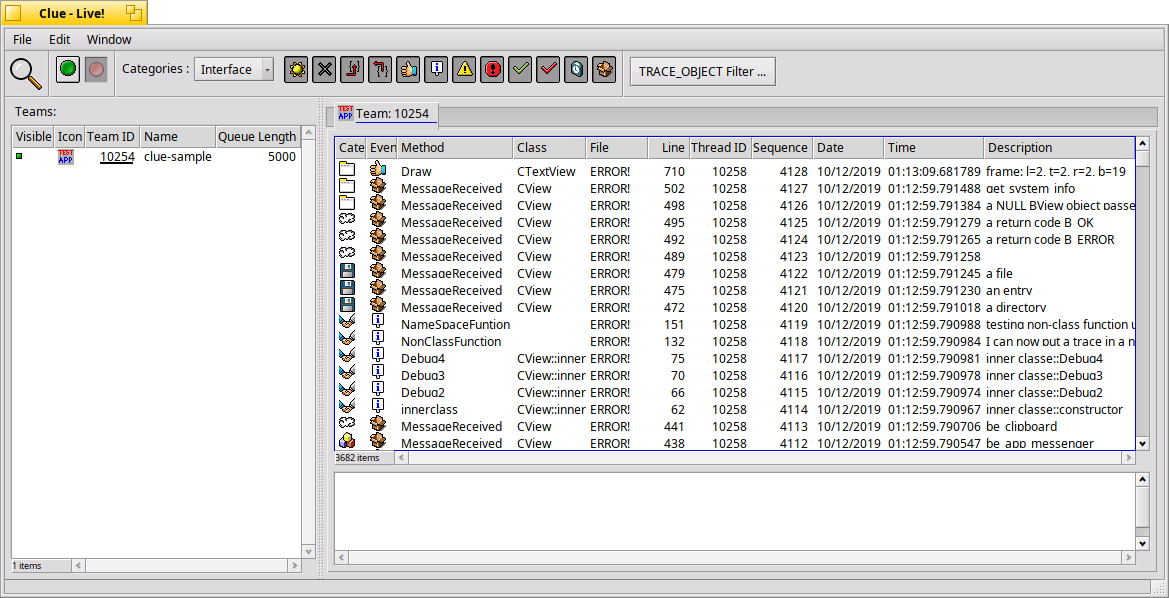 Clue - Live!
File Edit Window
Categories : Interface TRACE_OBJECT Filter ...
Teams:
Visible Icon Team ID Name Queue Length
TEST APP 10254 clue-sample 5000
1 items
TEST APP Team: 10254
Cate Even Method Class File Line Thread ID Sequence Date Time Description
Draw CTextView ERROR! 710 10258 4128 10/12/2019 01:13:09.681789 frame: l=2. t=2. r=2. b=19
MessageReceived CView ERROR! 502 10258 4127 10/12/2019 01:12:59.791488 get_system_info
MessageReceived CView ERROR! 498 10258 4126 10/12/2019 01:12:59.791384 a NULL BView object passe
MessageReceived CView ERROR! 495 10258 4125 10/12/2019 01:12:59.791279 a return code B_OK
MessageReceived CView ERROR! 492 10258 4124 10/12/2019 01:12:59.791265 a return code B_ERROR
MessageReceived CView ERROR! 489 10258 4123 10/12/2019 01:12:59.791258
MessageReceived CView ERROR! 479 10258 4122 10/12/2019 01:12:59.791245 a file
MessageReceived CView ERROR! 475 10258 4121 10/12/2019 01:12:59.791230 an entry
MessageReceived CView ERROR! 472 10258 4120 10/12/2019 01:12:59.791018 a directory
NameSpaceFuntion ERROR! 151 10258 4119 10/12/2019 01:12:59.790988 testing non-class function u
NonClassFunction ERROR! 132 10258 4118 10/12/2019 01:12:59.790984 I can now put a trace in a n
Debug4 CView::inner ERROR! 75 10258 4117 10/12/2019 01:12:59.790981 inner classe::Debug4
Debug3 CView::inner ERROR! 70 10258 4116 10/12/2019 01:12:59.790978 inner classe::Debug3
Debug2 CView::inner ERROR! 66 10258 4115 10/12/2019 01:12:59.790974 inner classe::Debug2
innerclass CView::inner ERROR! 62 10258 4114 10/12/2019 01:12:59.790967 inner classe::constructor
MessageReceived CView ERROR! 441 10258 4113 10/12/2019 01:12:59.790706 be_clipboard
MessageReceived CView ERROR! 438 10258 4112 10/12/2019 01:12:59.790547 be_app_messenger
3682 items